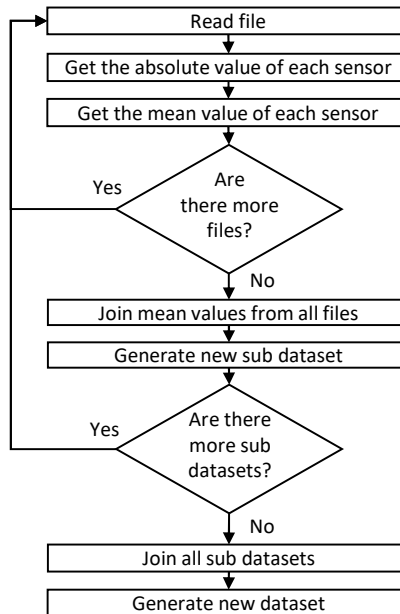 Read file
Get the absolute value of each sensor
Get the mean value of each sensor
Yes
Are
there more
files?
No
Join mean values from all files
Generate new sub dataset
Yes
Are there
more sub
datasets?
No
Join all sub datasets
Generate new dataset